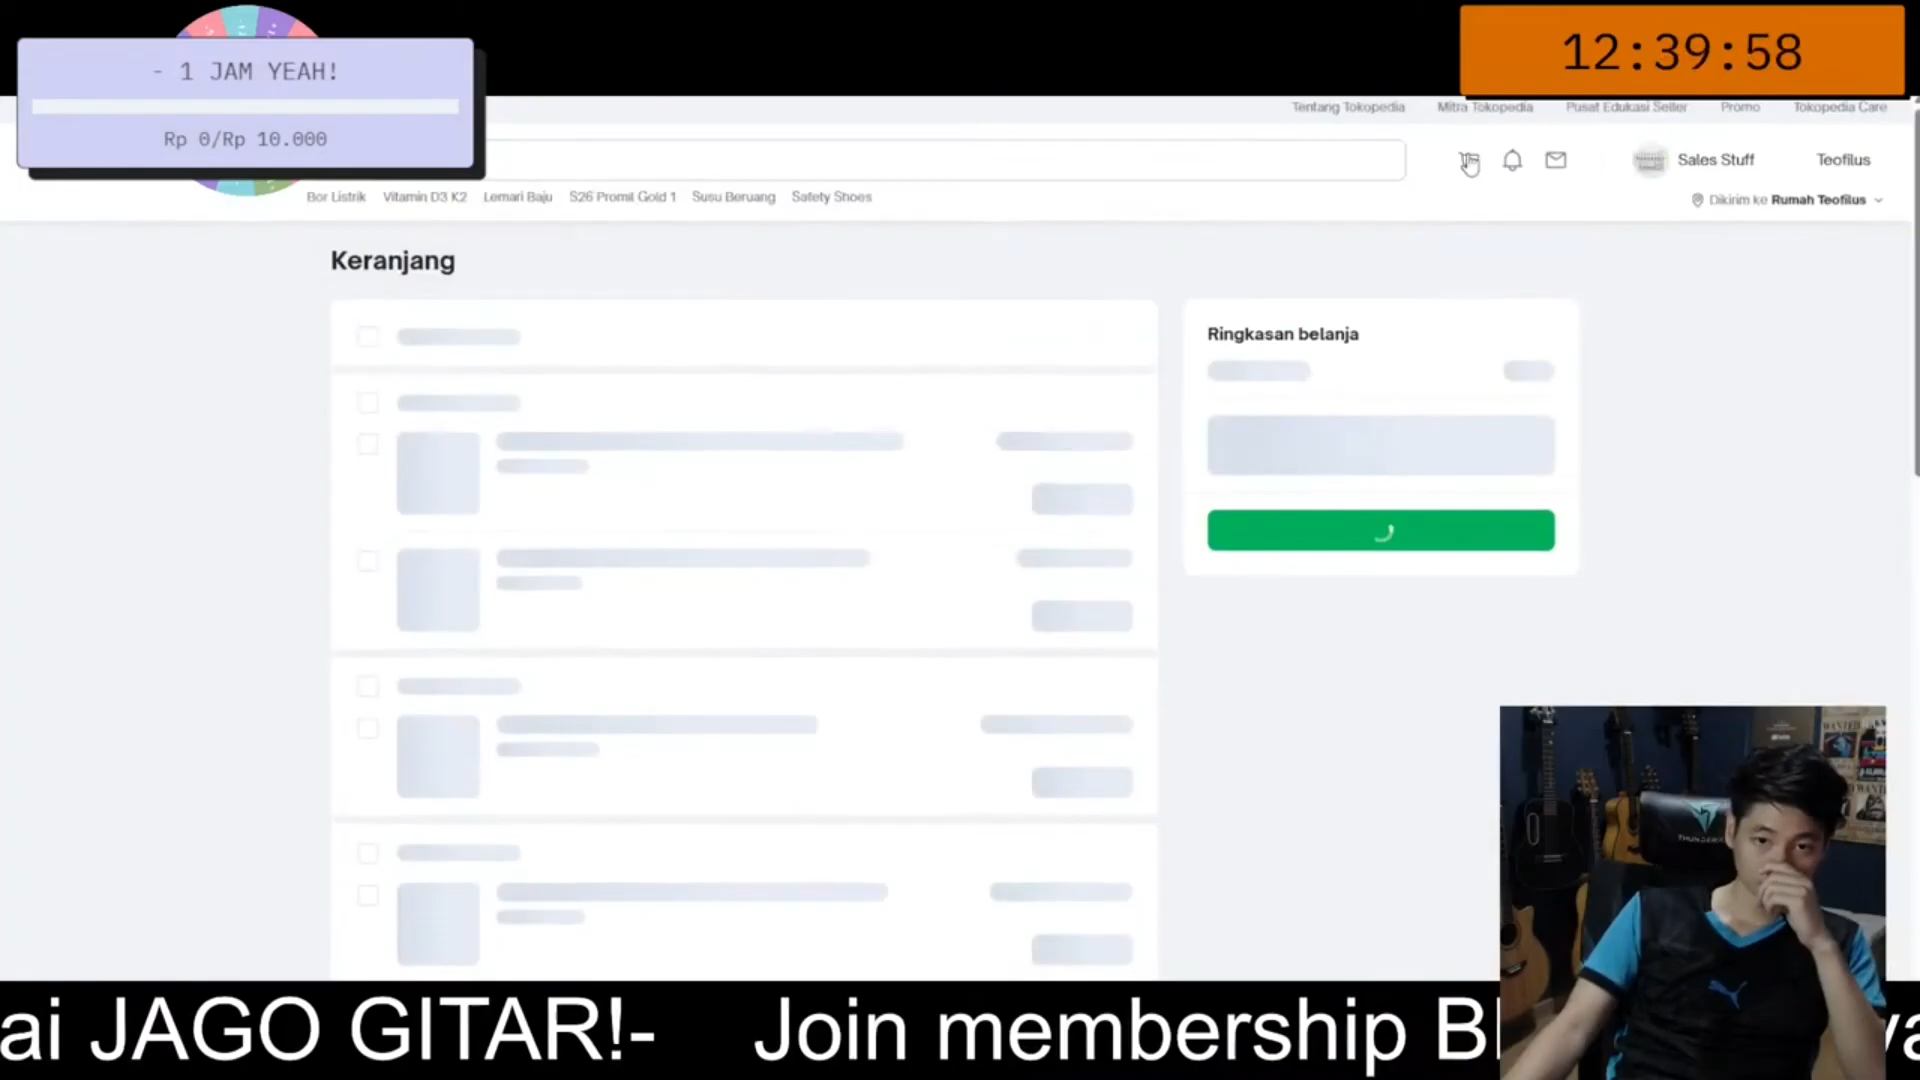 - 1 JAM YEAH!
Rp 0/Rp 10.000
12:39:58
Tentang Tokopedia Mitra Tokopedia Pusat Edukasi Seller Promo Tokopedia Care
Sales Stuff Teofilus
Bor Listrik Vitamin D3 K2 Lemari Baju S26 Promil Gold 1 Susu Beruang Safety Shoes
Dikirim ke Rumah Teofilus
Keranjang
Ringkasan belanja
WANTED
ai JAGO GITAR!- Join membership Bl